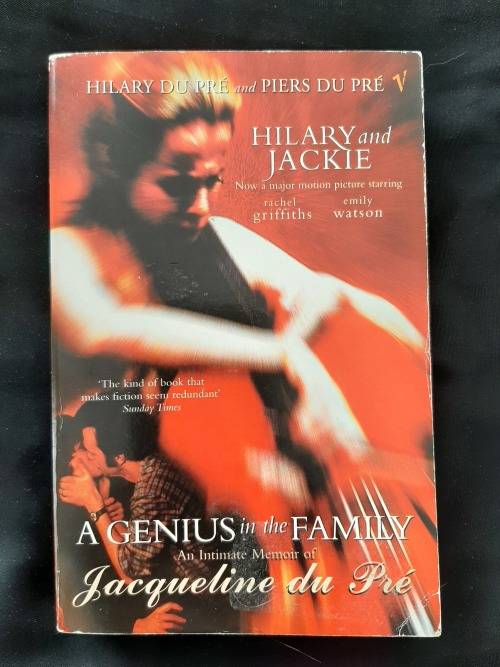 HILARY DU PRÉ and PIERS DU PRÉ V
HILARY and
JACKIE
Now a major motion picture starring
rachel griffiths
emily watson
'The kind of book that
makes fiction seem redundant'
Sunday Times
A GENIUS in the FAMILY
An Intimate Memoir of
Jacqueline du Pré